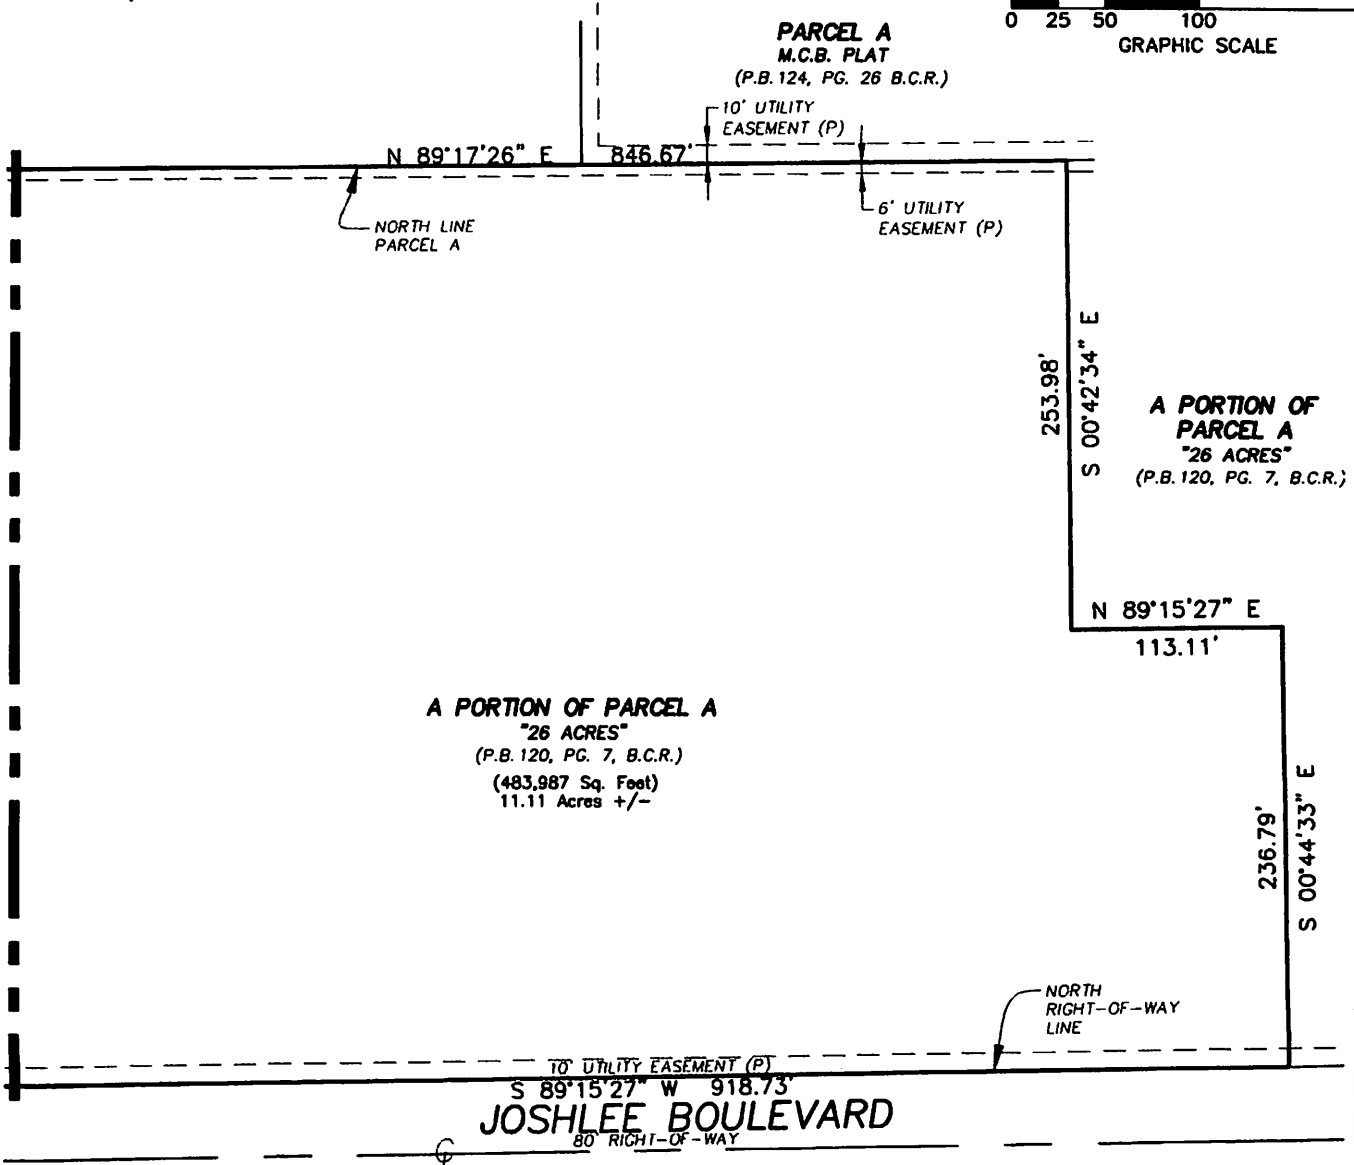 0 25 50 100
GRAPHIC SCALE
PARCEL A
M.C.B. PLAT
(P.B. 124, PG. 26 B.C.R.)
10' UTILITY
EASEMENT (P)
N 89°17'26" E 846.67'
6' UTILITY
EASEMENT (P)
NORTH LINE
PARCEL A
253.98'
S 00°42'34" E
A PORTION OF
PARCEL A
"26 ACRES"
(P.B. 120, PG. 7, B.C.R.)
N 89°15'27" E
113.11'
A PORTION OF PARCEL A
"26 ACRES"
(P.B. 120, PG. 7, B.C.R.)
(483,987 Sq. Feet)
11.11 Acres +/-
236.79'
S 00°44'33" E
NORTH
RIGHT-OF-WAY
LINE
10' UTILITY EASEMENT (P)
S 89°15'27" W 918.73'
JOSHLEE BOULEVARD
80' RIGHT-OF-WAY